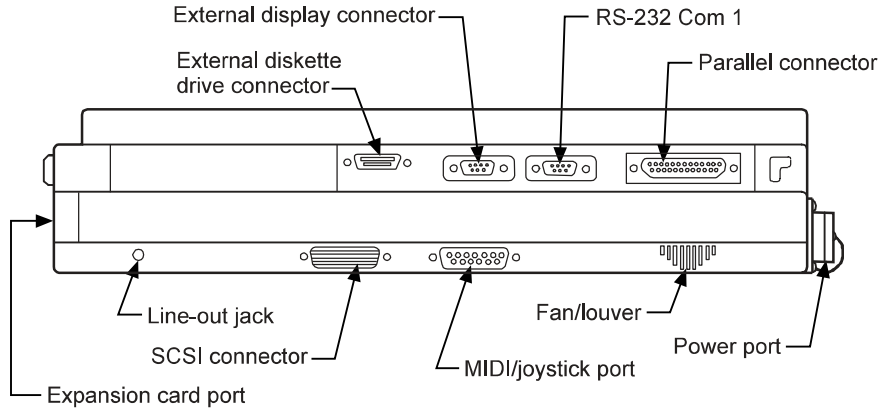 External display connector
RS-232 Com 1
External diskette
drive connector
Parallel connector
Line-out jack
Fan/louver
SCSI connector
Power port
MIDI/joystick port
Expansion card port